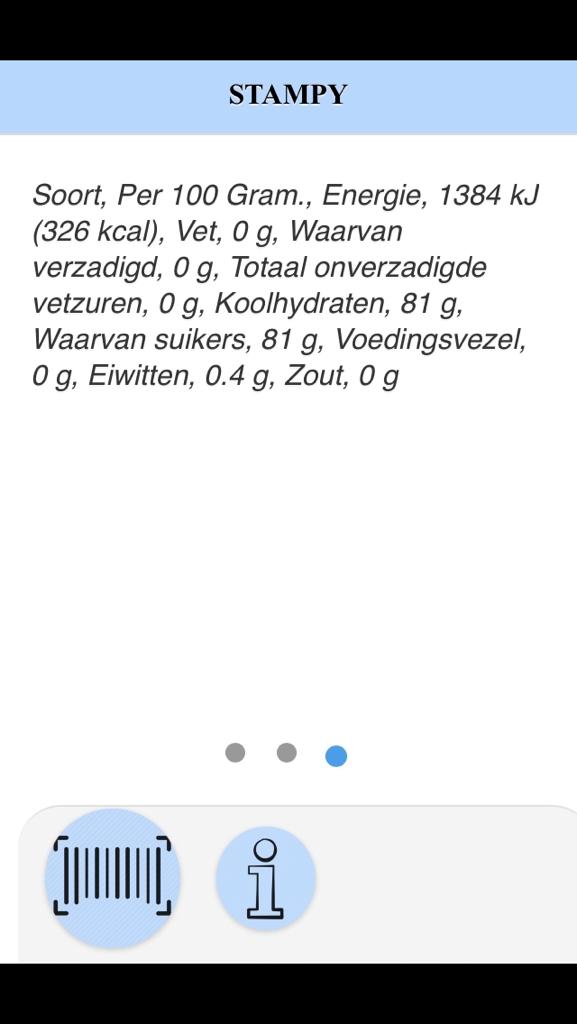 STAMPY
Soort, Per 100 Gram., Energie, 1384 kJ
(326 kcal), Vet, 0 g, Waarvan
verzadigd, 0 g, Totaal onverzadigde
vetzuren, 0 g, Koolhydraten, 81 g,
Waarvan suikers, 81 g, Voedingsvezel,
0 g, Eiwitten, 0.4 g, Zout, 0 g